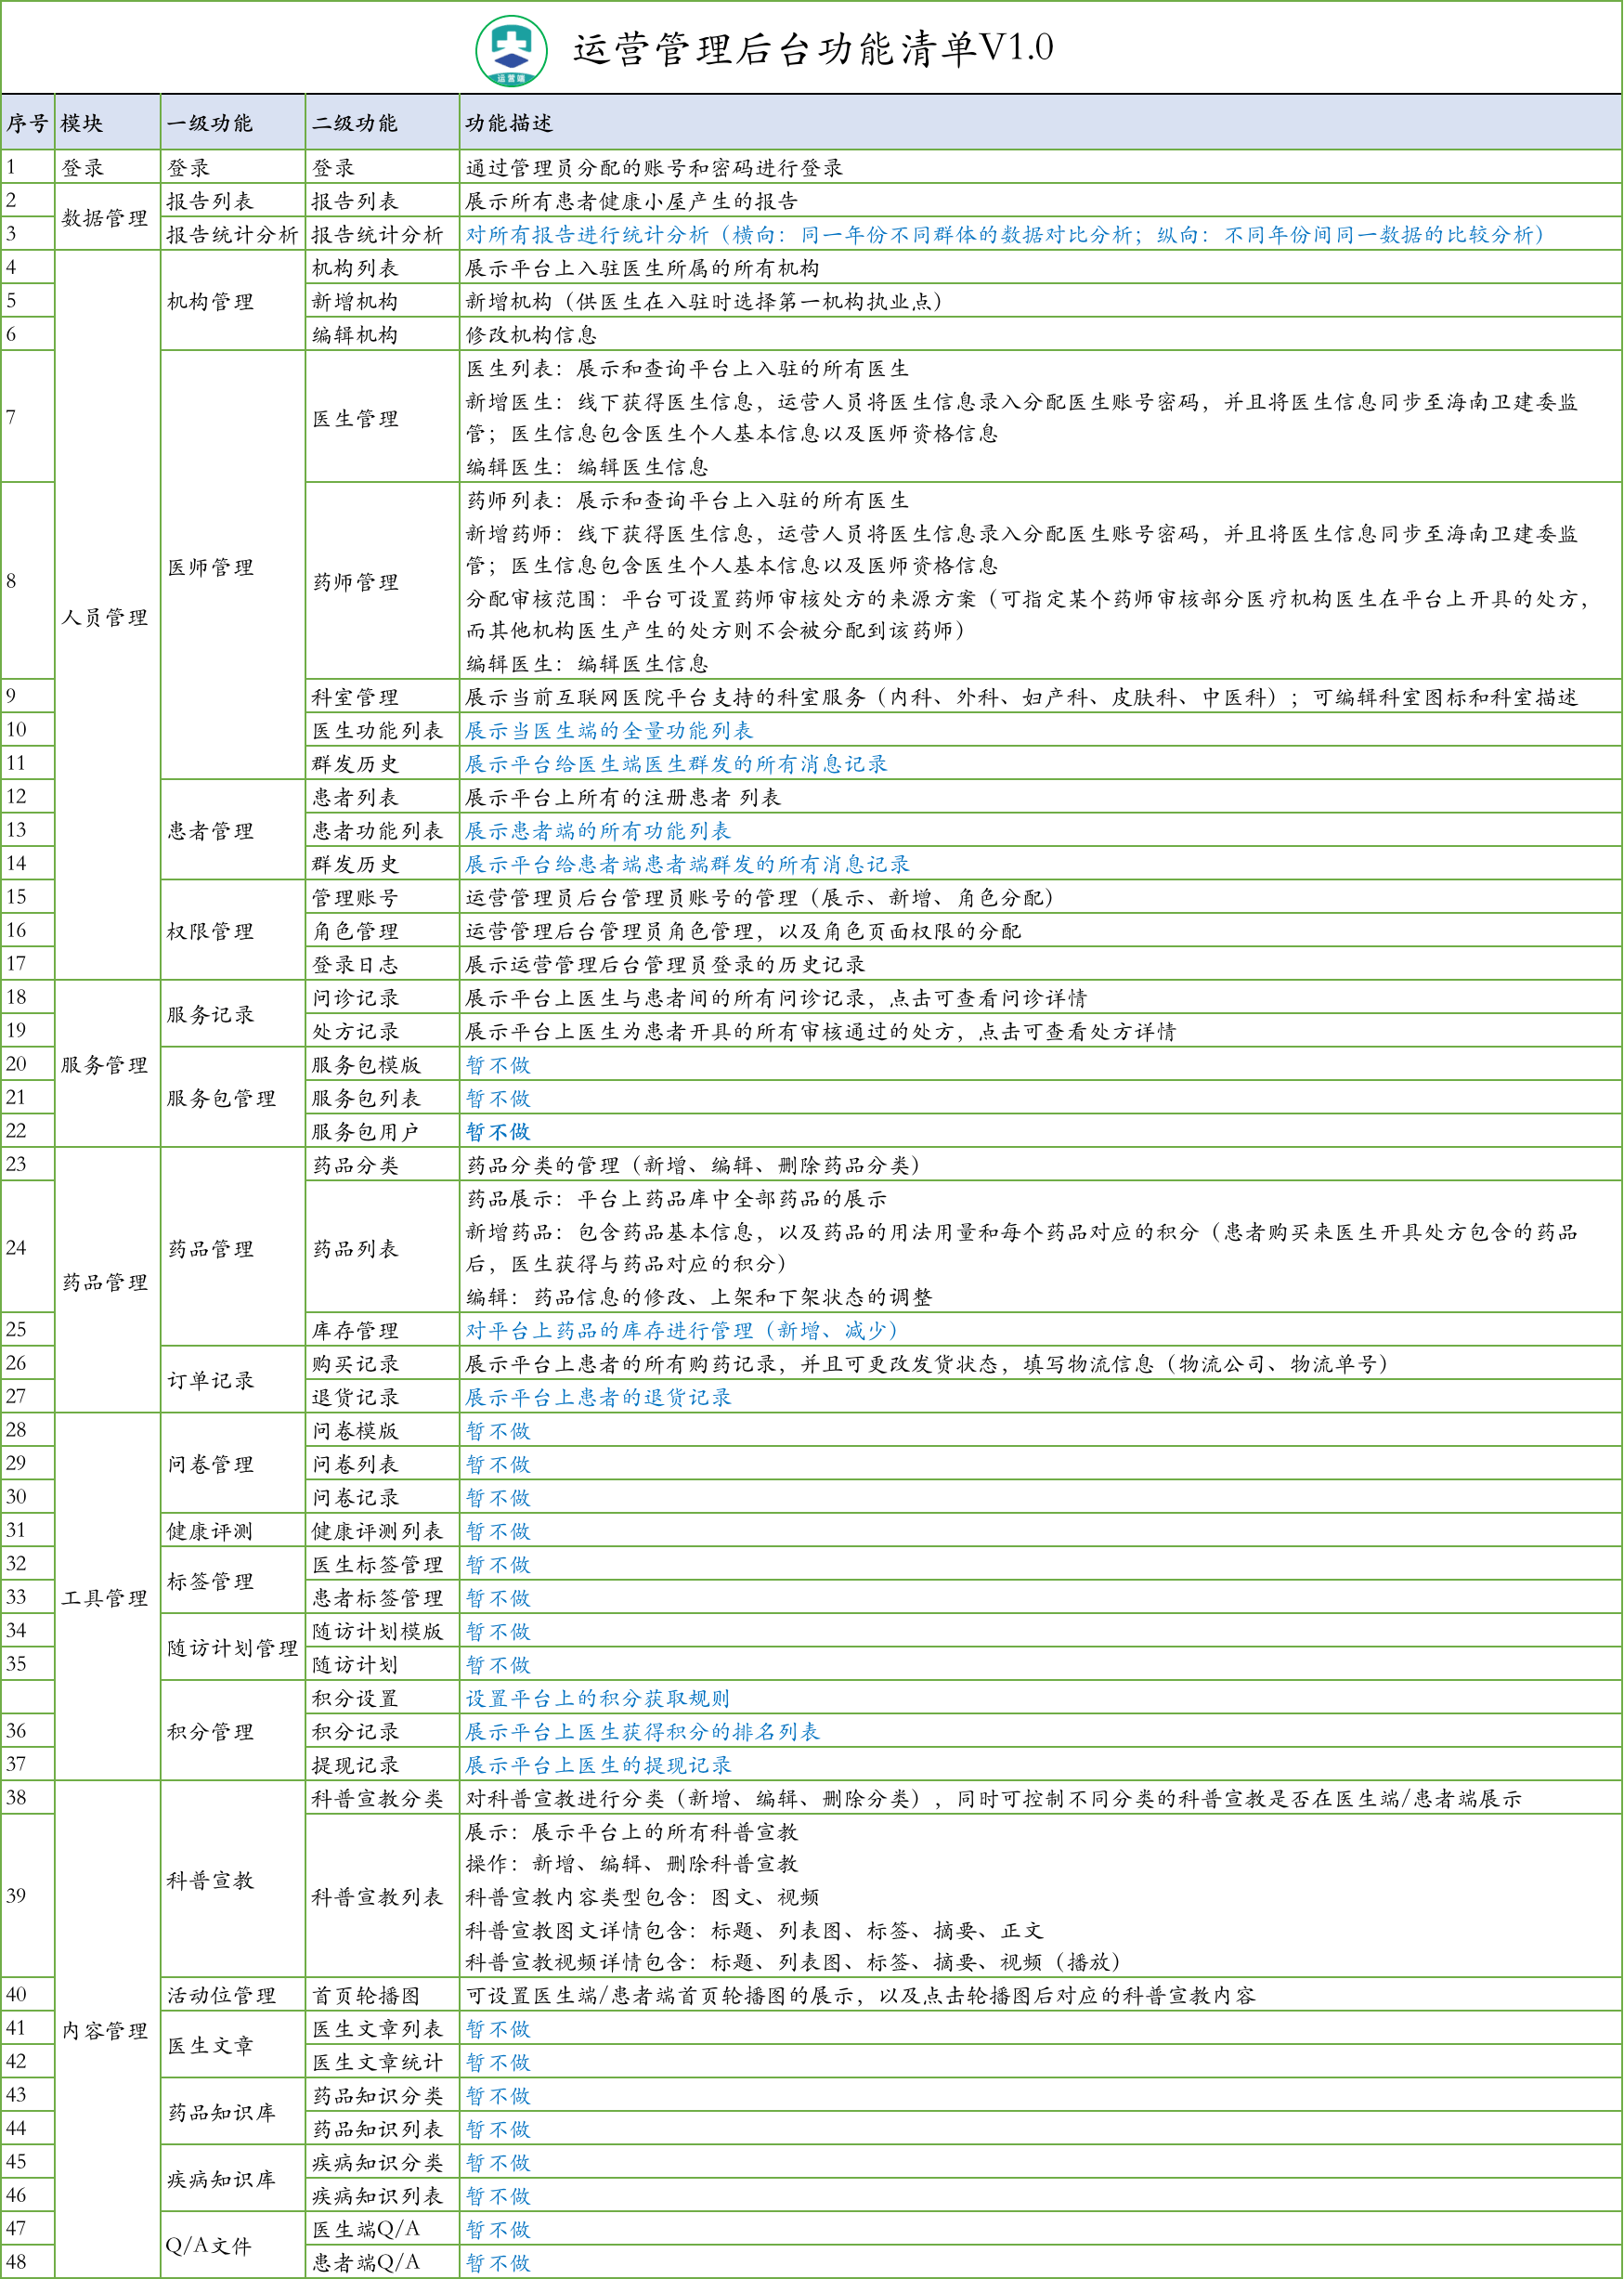 运营端
运营管理后台功能清单V1.0
序号 模块 一级功能 二级功能 功能描述
1 登录 登录 登录 通过管理员分配的账号和密码进行登录
2 数据管理 报告列表 报告列表 展示所有患者健康小屋产生的报告
3 报告统计分析 报告统计分析 对所有报告进行统计分析（横向：同一年份不同群体的数据对比分析；纵向：不同年份间同一数据的比较分析）
4 人员管理 机构管理 机构列表 展示平台上入驻医生所属的所有机构
5 新增机构 新增机构（供医生在入驻时选择第一机构执业点）
6 编辑机构 修改机构信息
7 医师管理 医生管理 医生列表：展示和查询平台上入驻的所有医生
新增医生：线下获得医生信息，运营人员将医生信息录入分配医生账号密码，并且将医生信息同步至海南卫建委监
管；医生信息包含医生个人基本信息以及医师资格信息
编辑医生：编辑医生信息
8 药师管理 药师列表：展示和查询平台上入驻的所有医生
新增药师：线下获得医生信息，运营人员将医生信息录入分配医生账号密码，并且将医生信息同步至海南卫建委监
管；医生信息包含医生个人基本信息以及医师资格信息
分配审核范围：平台可设置药师审核处方的来源方案（可指定某个药师审核部分医疗机构医生在平台上开具的处方，
而其他机构医生产生的处方则不会被分配到该药师）
编辑医生：编辑医生信息
9 科室管理 展示当前互联网医院平台支持的科室服务（内科、外科、妇产科、皮肤科、中医科）；可编辑科室图标和科室描述
10 医生功能列表 展示当医生端的全量功能列表
11 群发历史 展示平台给医生端医生群发的所有消息记录
12 患者管理 患者列表 展示平台上所有的注册患者 列表
13 患者功能列表 展示患者端的所有功能列表
14 群发历史 展示平台给患者端患者端群发的所有消息记录
15 权限管理 管理账号 运营管理员后台管理员账号的管理（展示、新增、角色分配）
16 角色管理 运营管理后台管理员角色管理，以及角色页面权限的分配
17 登录日志 展示运营管理后台管理员登录的历史记录
18 服务管理 服务记录 问诊记录 展示平台上医生与患者间的所有问诊记录，点击可查看问诊详情
19 处方记录 展示平台上医生为患者开具的所有审核通过的处方，点击可查看处方详情
20 服务包管理 服务包模版 暂不做
21 服务包列表 暂不做
22 服务包用户 暂不做
23 药品管理 药品管理 药品分类 药品分类的管理（新增、编辑、删除药品分类）
24 药品列表 药品展示：平台上药品库中全部药品的展示
新增药品：包含药品基本信息，以及药品的用法用量和每个药品对应的积分（患者购买来医生开具处方包含的药品
后，医生获得与药品对应的积分）
编辑：药品信息的修改、上架和下架状态的调整
25 库存管理 对平台上药品的库存进行管理（新增、减少）
26 订单记录 购买记录 展示平台上患者的所有购药记录，并且可更改发货状态，填写物流信息（物流公司、物流单号）
27 退货记录 展示平台上患者的退货记录
28 工具管理 问卷管理 问卷模版 暂不做
29 问卷列表 暂不做
30 问卷记录 暂不做
31 健康评测 健康评测列表 暂不做
32 标签管理 医生标签管理 暂不做
33 患者标签管理 暂不做
34 随访计划管理 随访计划模版 暂不做
35 随访计划 暂不做
积分管理 积分设置 设置平台上的积分获取规则
36 积分记录 展示平台上医生获得积分的排名列表
37 提现记录 展示平台上医生的提现记录
38 内容管理 科普宣教 科普宣教分类 对科普宣教进行分类（新增、编辑、删除分类），同时可控制不同分类的科普宣教是否在医生端/患者端展示
39 科普宣教列表 展示：展示平台上的所有科普宣教
操作：新增、编辑、删除科普宣教
科普宣教内容类型包含：图文、视频
科普宣教图文详情包含：标题、列表图、标签、摘要、正文
科普宣教视频详情包含：标题、列表图、标签、摘要、视频（播放）
40 活动位管理 首页轮播图 可设置医生端/患者端首页轮播图的展示，以及点击轮播图后对应的科普宣教内容
41 医生文章 医生文章列表 暂不做
42 医生文章统计 暂不做
43 药品知识库 药品知识分类 暂不做
44 药品知识列表 暂不做
45 疾病知识库 疾病知识分类 暂不做
46 疾病知识列表 暂不做
47 Q/A文件 医生端Q/A 暂不做
48 患者端Q/A 暂不做